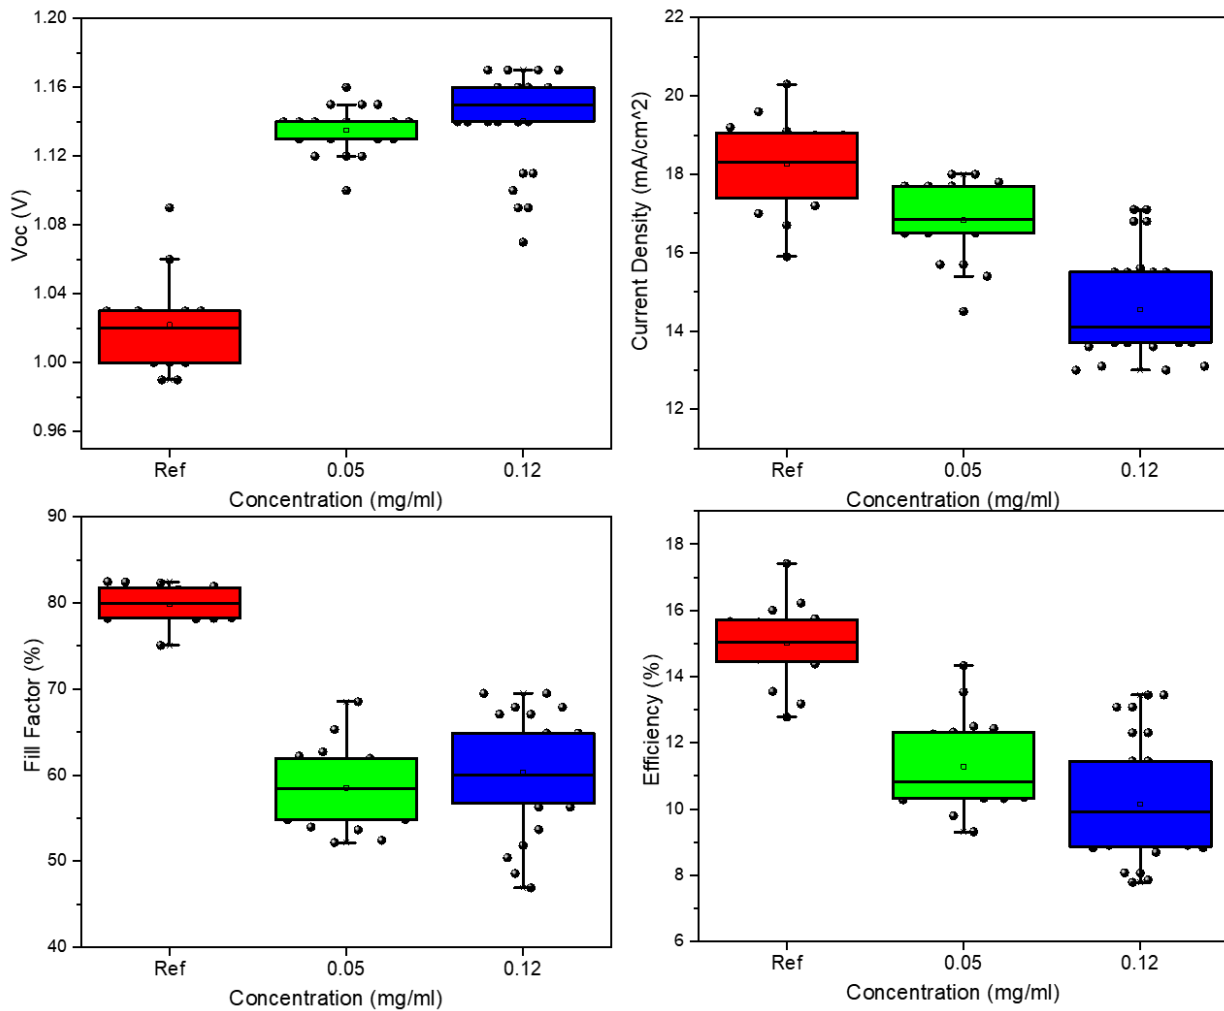 Voc (V)
1.20
1.16
1.12
1.08
1.04
1.00
0.96
Ref
0.05
0.12
Concentration (mg/ml)
Current Density (mA/cm^2)
22
20
18
16
14
12
Ref
0.05
0.12
Concentration (mg/ml)
Fill Factor (%)
90
80
70
60
50
40
Ref
0.05
0.12
Concentration (mg/ml)
Efficiency (%)
18
16
14
12
10
8
6
Ref
0.05
0.12
Concentration (mg/ml)